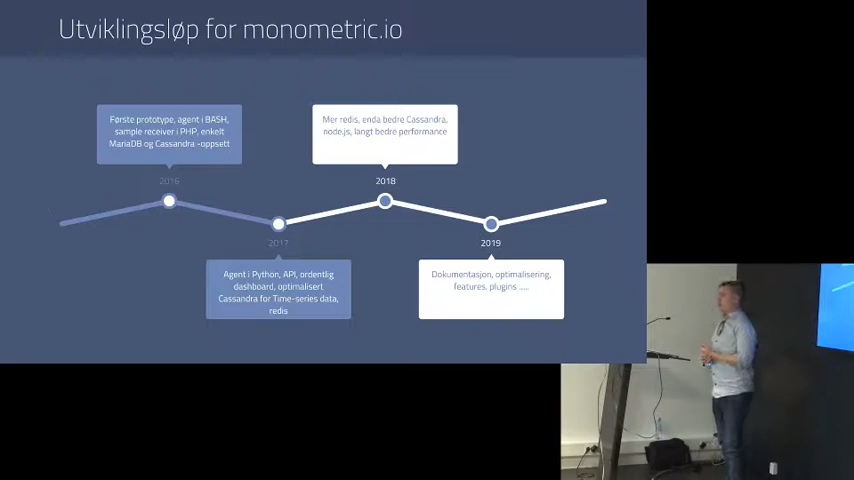 Utviklingsløp for monometric.io
Første prototype, agent i BASH,
sample receiver i PHP, enkelt
MariaDB og Cassandra -oppsett
2016
Mer redis, enda bedre Cassandra,
node.js, langt bedre performance
2018
2017
Agent i Python, API, ordentlig
dashboard, optimalisert
Cassandra for Time-series data,
redis
2019
Dokumentasjon, optimalisering,
features, plugins .....